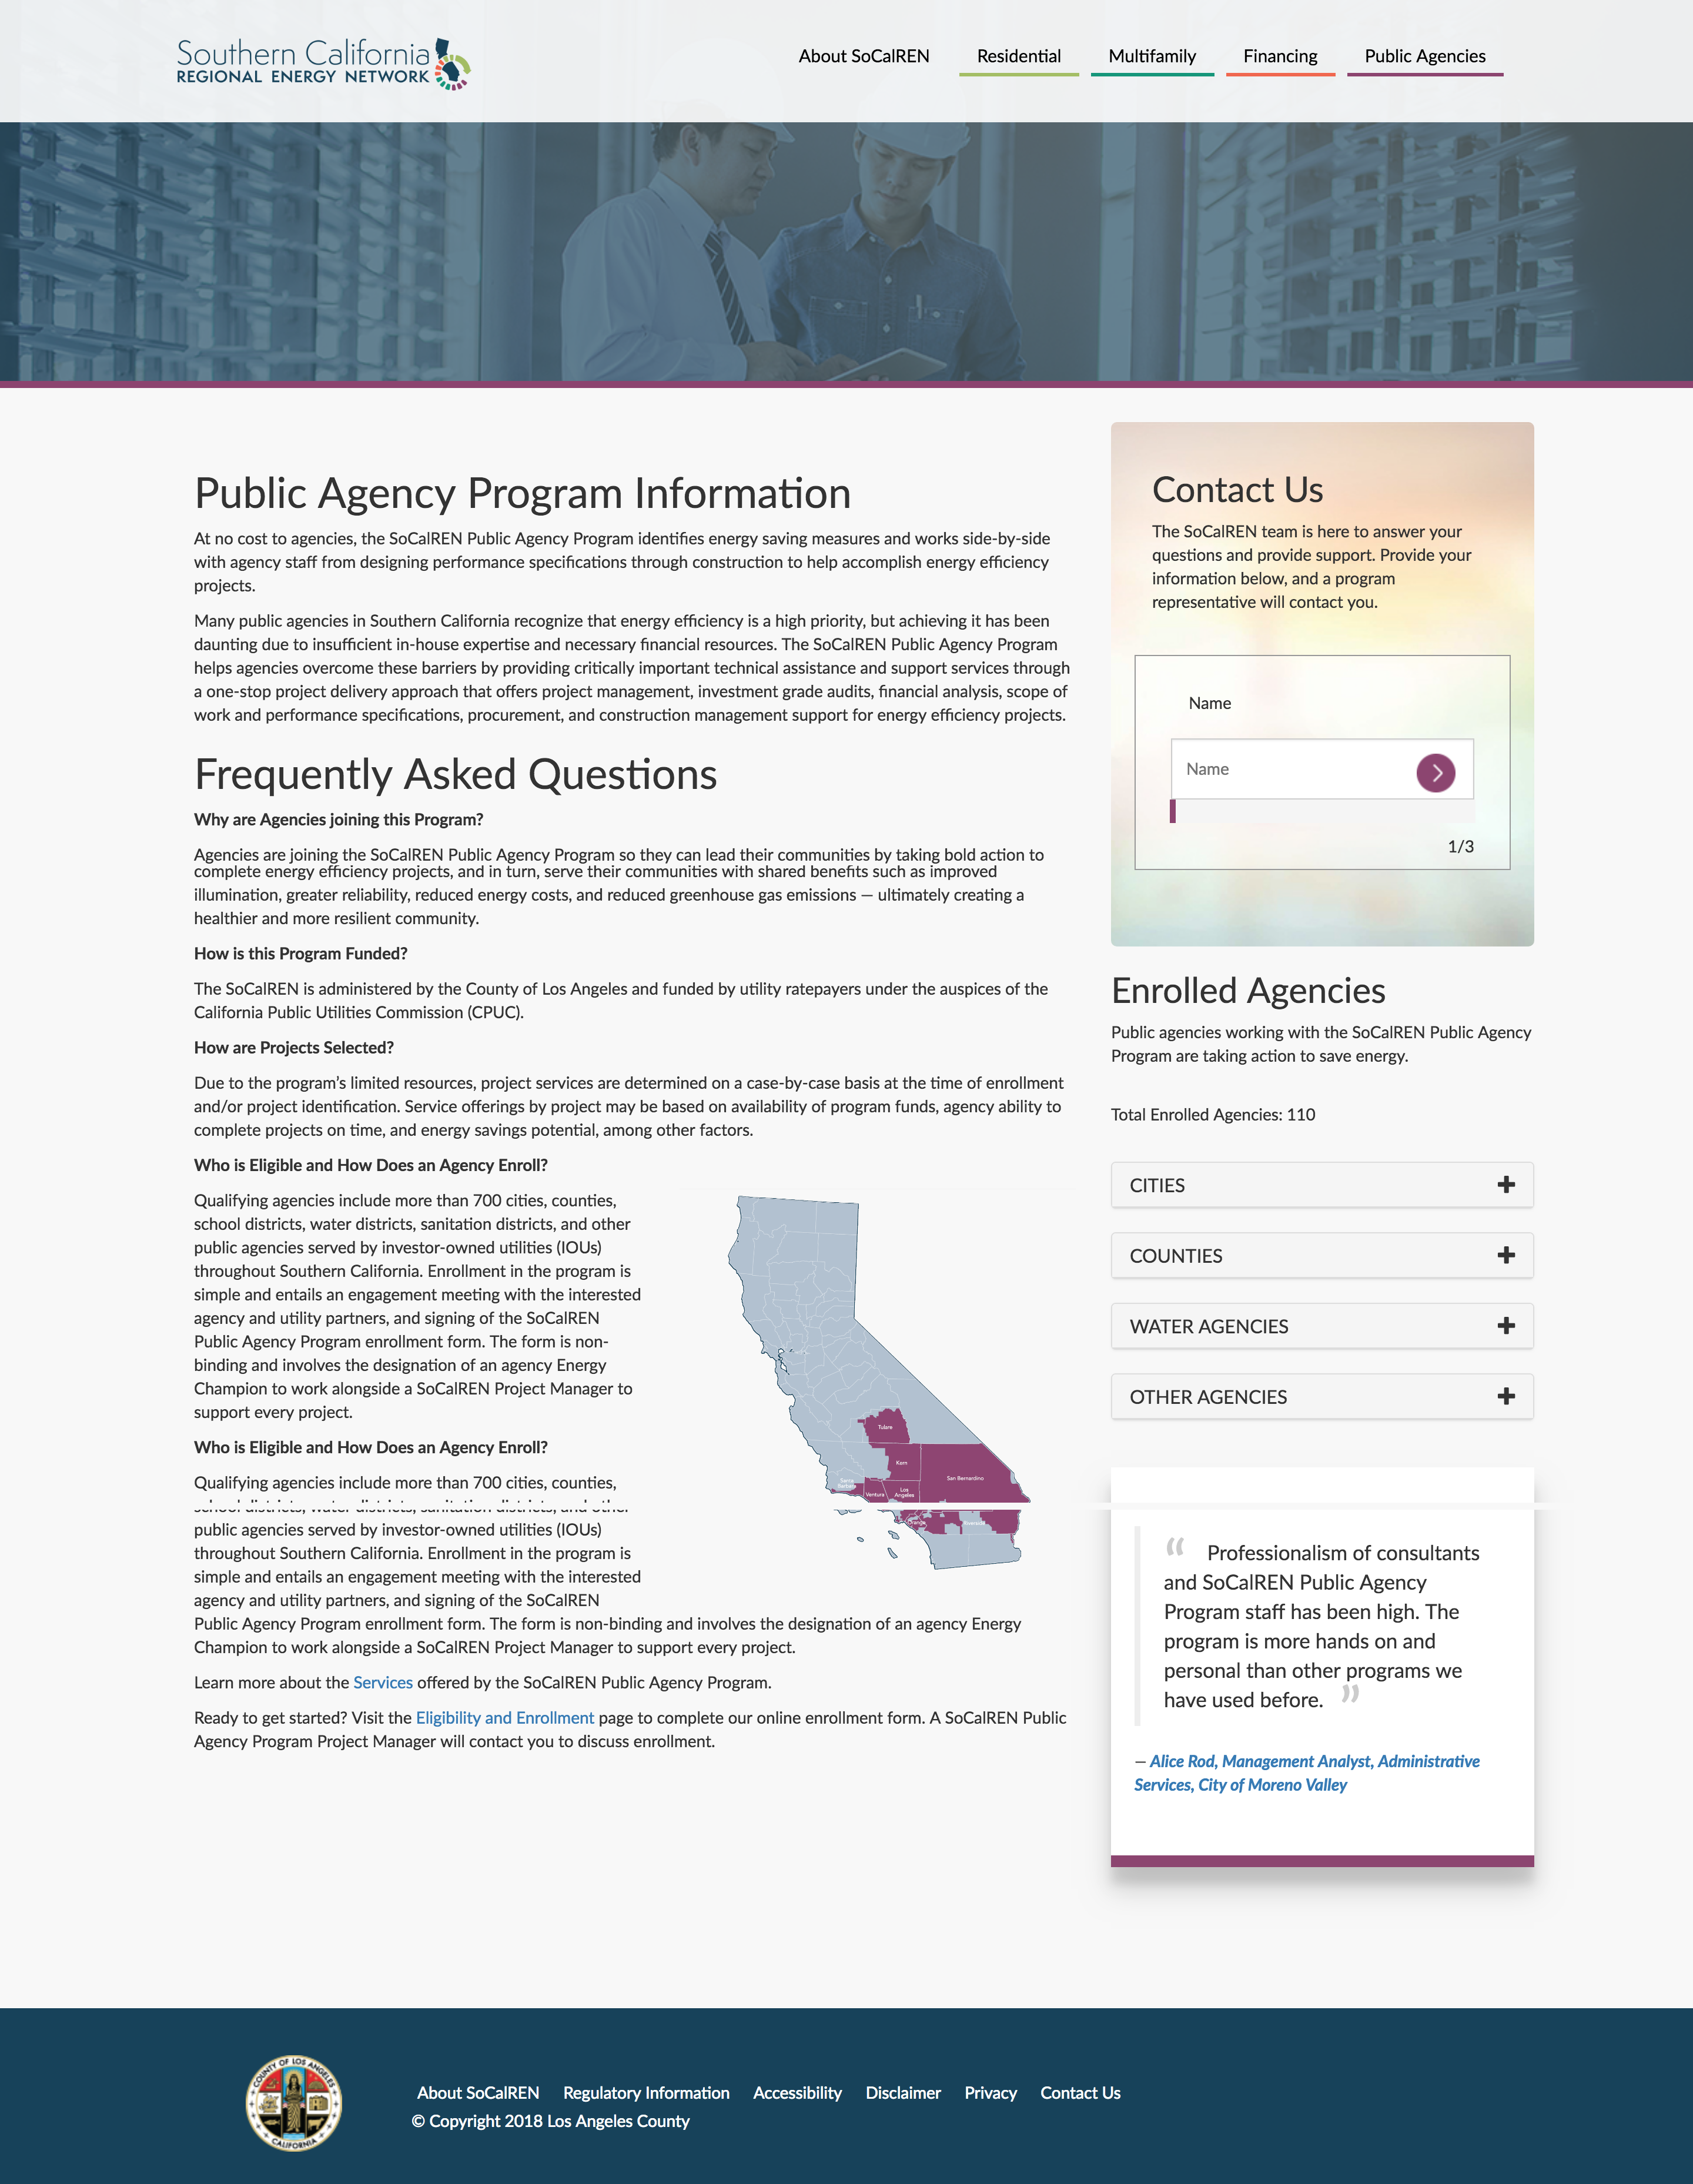 Southern California
REGIONAL ENERGY NETWORK
About SoCalREN
Residential
Multifamily
Financing
Public Agencies
Public Agency Program Information
At no cost to agencies, the SoCalREN Public Agency Program identifies energy saving measures and works side-by-side
with agency staff from designing performance specifications through construction to help accomplish energy efficiency
projects.
Many public agencies in Southern California recognize that energy efficiency is a high priority, but achieving it has been
daunting due to insufficient in-house expertise and necessary financial resources. The SoCalREN Public Agency Program
helps agencies overcome these barriers by providing critically important technical assistance and support services through
a one-stop project delivery approach that offers project management, investment grade audits, financial analysis, scope of
work and performance specifications, procurement, and construction management support for energy efficiency projects.
Frequently Asked Questions
Why are Agencies joining this Program?
Agencies are joining the SoCalREN Public Agency Program so they can lead their communities by taking bold action to
complete energy efficiency projects, and in turn, serve their communities with shared benefits such as improved
illumination, greater reliability, reduced energy costs, and reduced greenhouse gas emissions — ultimately creating a
healthier and more resilient community.
How is this Program Funded?
The SoCalREN is administered by the County of Los Angeles and funded by utility ratepayers under the auspices of the
California Public Utilities Commission (CPUC).
How are Projects Selected?
Due to the program's limited resources, project services are determined on a case-by-case basis at the time of enrollment
and/or project identification. Service offerings by project may be based on availability of program funds, agency ability to
complete projects on time, and energy savings potential, among other factors.
Who is Eligible and How Does an Agency Enroll?
Qualifying agencies include more than 700 cities, counties,
school districts, water districts, sanitation districts, and other
public agencies served by investor-owned utilities (IOUs)
throughout Southern California. Enrollment in the program is
simple and entails an engagement meeting with the interested
agency and utility partners, and signing of the SoCalREN
Public Agency Program enrollment form. The form is non-
binding and involves the designation of an agency Energy
Champion to work alongside a SoCalREN Project Manager to
support every project.
Who is Eligible and How Does an Agency Enroll?
Qualifying agencies include more than 700 cities, counties,
school districts, water districts, sanitation districts, and other
public agencies served by investor-owned utilities (IOUs)
throughout Southern California. Enrollment in the program is
simple and entails an engagement meeting with the interested
agency and utility partners, and signing of the SoCalREN
Public Agency Program enrollment form. The form is non-binding and involves the designation of an agency Energy
Champion to work alongside a SoCalREN Project Manager to support every project.
Learn more about the Services offered by the SoCalREN Public Agency Program.
Ready to get started? Visit the Eligibility and Enrollment page to complete our online enrollment form. A SoCalREN Public
Agency Program Project Manager will contact you to discuss enrollment.
Tulare
Kern
San Bernardino
Ventura
Los
Angeles
Orange
Riverside
Contact Us
The SoCalREN team is here to answer your
questions and provide support. Provide your
information below, and a program
representative will contact you.
Name
Name
1/3
Enrolled Agencies
Public agencies working with the SoCalREN Public Agency
Program are taking action to save energy.
Total Enrolled Agencies: 110
CITIES
COUNTIES
WATER AGENCIES
OTHER AGENCIES
“ Professionalism of consultants
and SoCalREN Public Agency
Program staff has been high. The
program is more hands on and
personal than other programs we
have used before. ”
— Alice Rod, Management Analyst, Administrative
Services, City of Moreno Valley
COUNTY OF LOS ANGELES
CALIFORNIA
About SoCalREN
Regulatory Information
Accessibility
Disclaimer
Privacy
Contact Us
© Copyright 2018 Los Angeles County